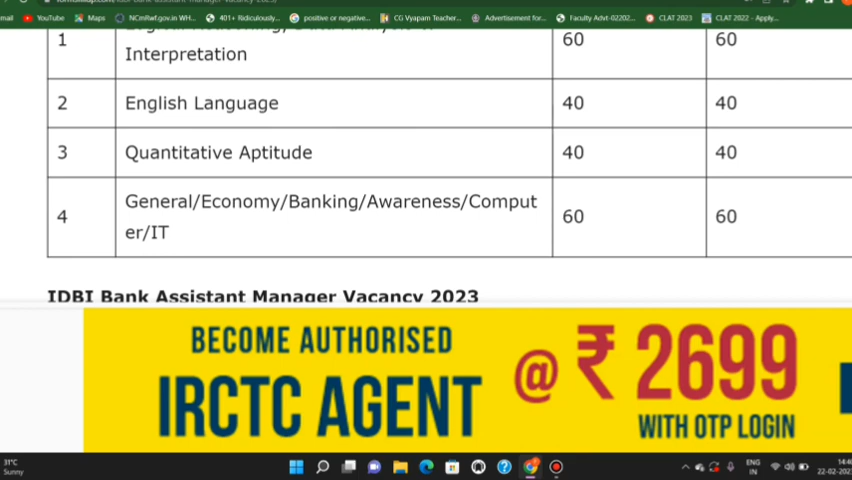 mail YouTube Maps NCmRwf.gov.in WH... 401+ Ridiculously... positive or negative... CG Vyapam Teacher... Advertisement for... Faculty Advt-02202... CLAT 2023 CLAT 2022 - Apply...
1 60 60
Interpretation
2 English Language 40 40
3 Quantitative Aptitude 40 40
4 General/Economy/Banking/Awareness/Comput 60 60
er/IT
IDBI Bank Assistant Manager Vacancy 2023
BECOME AUTHORISED
IRCTC AGENT
@ ₹ 2699
WITH OTP LOGIN
31°C
Sunny
ENG
IN
14:4
22-02-202